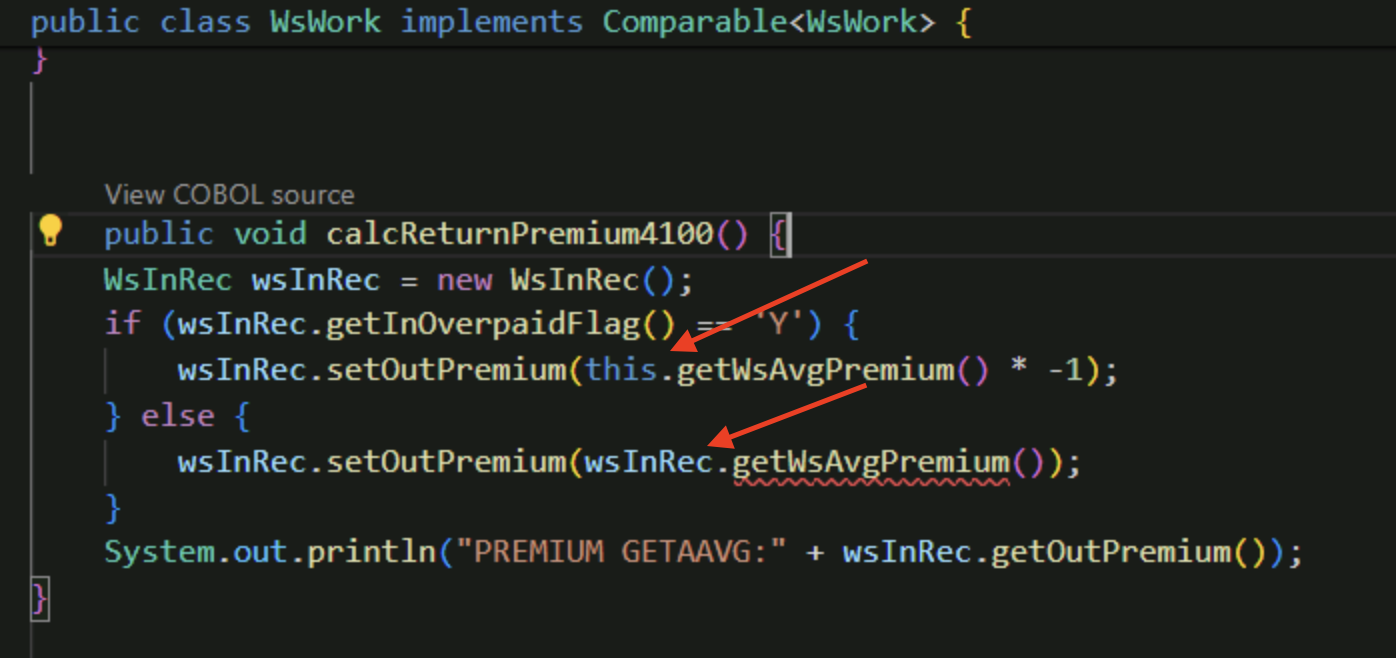 public class WsWork implements Comparable<WsWork> {
}
View COBOL source
public void calcReturnPremium4100() {
WsInRec wsInRec = new WsInRec();
if (wsInRec.getInOverpaidFlag() == 'Y') {
wsInRec.setOutPremium(this.getWsAvgPremium() * -1);
} else {
wsInRec.setOutPremium(wsInRec.getWsAvgPremium());
}
System.out.println("PREMIUM GETAAVG:" + wsInRec.getOutPremium());
}